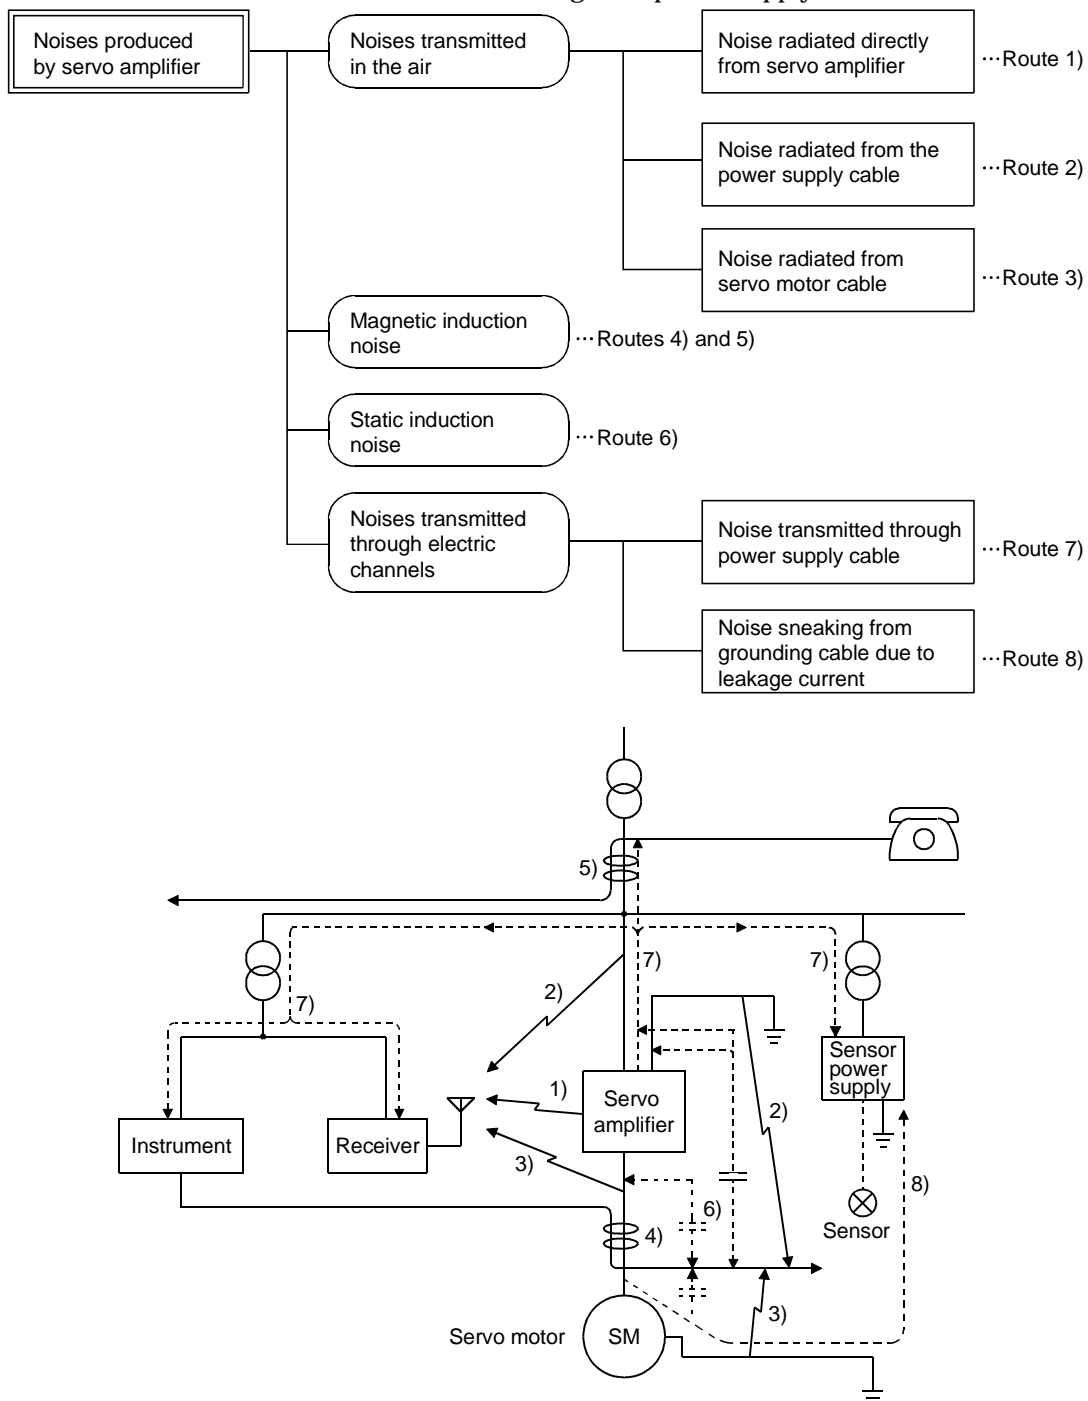 Noises produced
by servo amplifier
Noises transmitted
in the air
Noise radiated directly
from servo amplifier
···Route 1)
Noise radiated from the
power supply cable
···Route 2)
Noise radiated from
servo motor cable
···Route 3)
Magnetic induction
noise
···Routes 4) and 5)
Static induction
noise
···Route 6)
Noises transmitted
through electric
channels
Noise transmitted through
power supply cable
···Route 7)
Noise sneaking from
grounding cable due to
leakage current
···Route 8)
5)
7)
7)
2)
7)
Sensor
power
supply
1)
Servo
amplifier
2)
Instrument
Receiver
3)
8)
6)
Sensor
4)
3)
Servo motor
SM